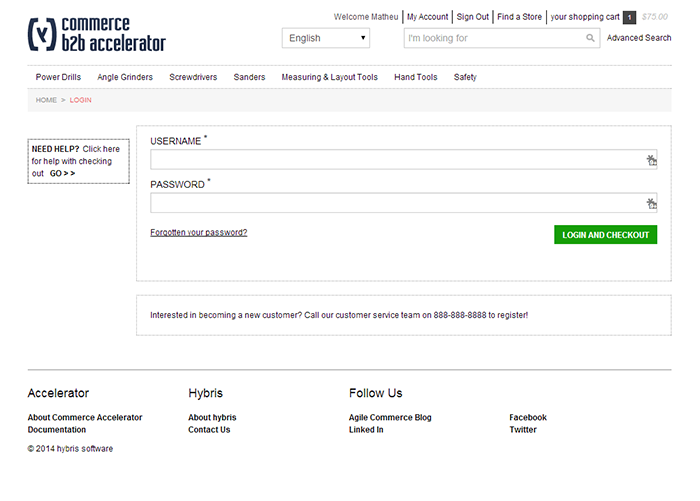 commerce
b2b accelerator
Welcome Matheu My Account Sign Out Find a Store your shopping cart 1 $75.00
English I'm looking for Advanced Search
Power Drills Angle Grinders Screwdrivers Sanders Measuring & Layout Tools Hand Tools Safety
HOME > LOGIN
NEED HELP? Click here
for help with checking
out GO > >
USERNAME *
PASSWORD *
Forgotten your password? LOGIN AND CHECKOUT
Interested in becoming a new customer? Call our customer service team on 888-888-8888 to register!
Accelerator Hybris Follow Us
About Commerce Accelerator About hybris Agile Commerce Blog Facebook
Documentation Contact Us Linked In Twitter
© 2014 hybris software